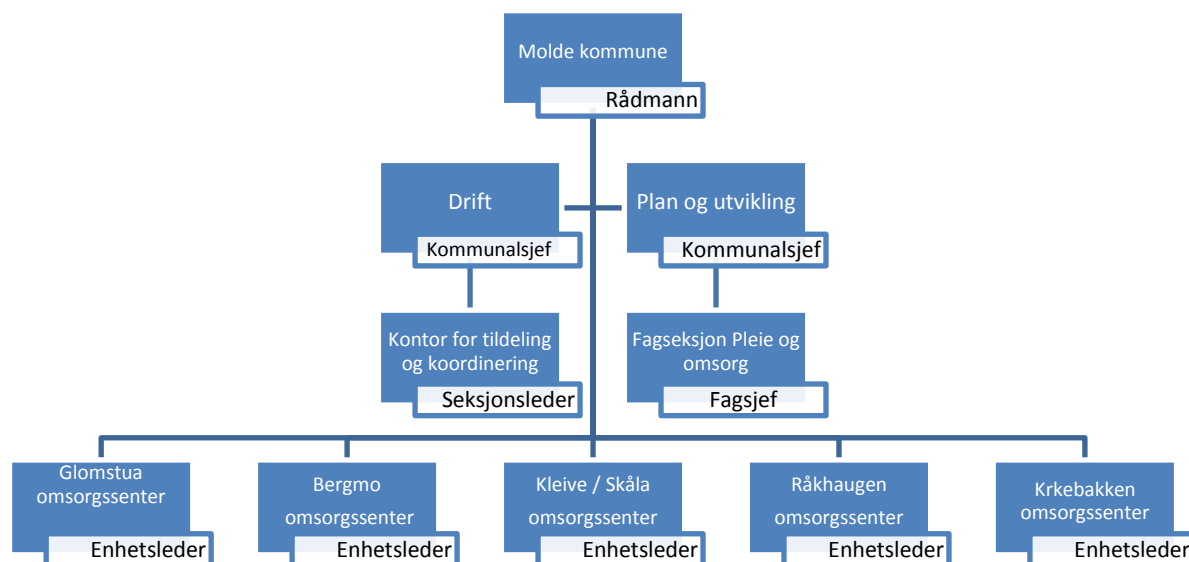 Molde kommune
Rådmann
Drift
Kommunalsjef
Plan og utvikling
Kommunalsjef
Kontor for tildeling
og koordinering
Seksjonsleder
Fagseksjon Pleie og
omsorg
Fagsjef
Glomstua
omsorgssenter
Enhetsleder
Bergmo
omsorgssenter
Enhetsleder
Kleive / Skåla
omsorgssenter
Enhetsleder
Råkhaugen
omsorgssenter
Enhetsleder
Krkebakken
omsorgssenter
Enhetsleder